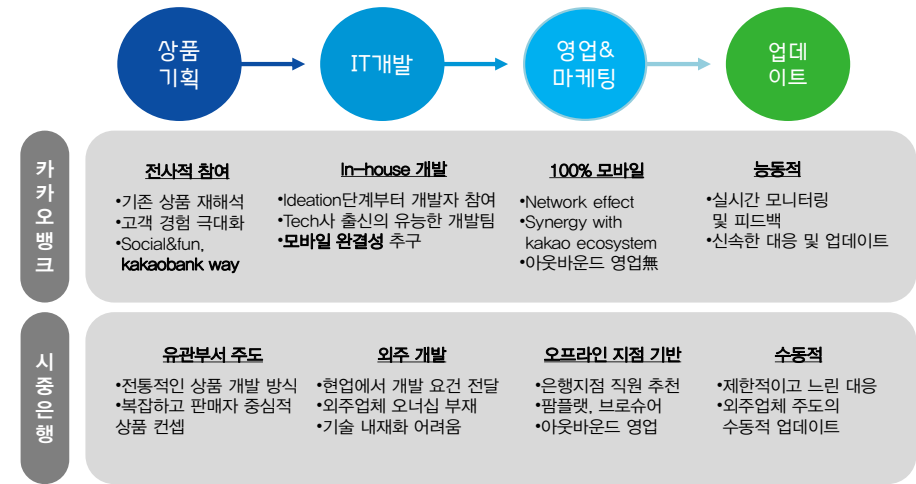 상품
기획
IT개발
영업&
마케팅
업데
이트
카
카
오
뱅
크
전사적 참여
•기존 상품 재해석
•고객 경험 극대화
•Social&fun,
kakaobank way
In-house 개발
•Ideation단계부터 개발자 참여
•Tech사 출신의 유능한 개발팀
•모바일 완결성 추구
100% 모바일
•Network effect
•Synergy with
kakao ecosystem
•아웃바운드 영업無
능동적
•실시간 모니터링
및 피드백
•신속한 대응 및 업데이트
시
중
은
행
유관부서 주도
•전통적인 상품 개발 방식
•복잡하고 판매자 중심적
상품 컨셉
외주 개발
•현업에서 개발 요건 전달
•외주업체 오너십 부재
•기술 내재화 어려움
오프라인 지점 기반
•은행지점 직원 추천
•팜플랫, 브로슈어
•아웃바운드 영업
수동적
•제한적이고 느린 대응
•외주업체 주도의
수동적 업데이트